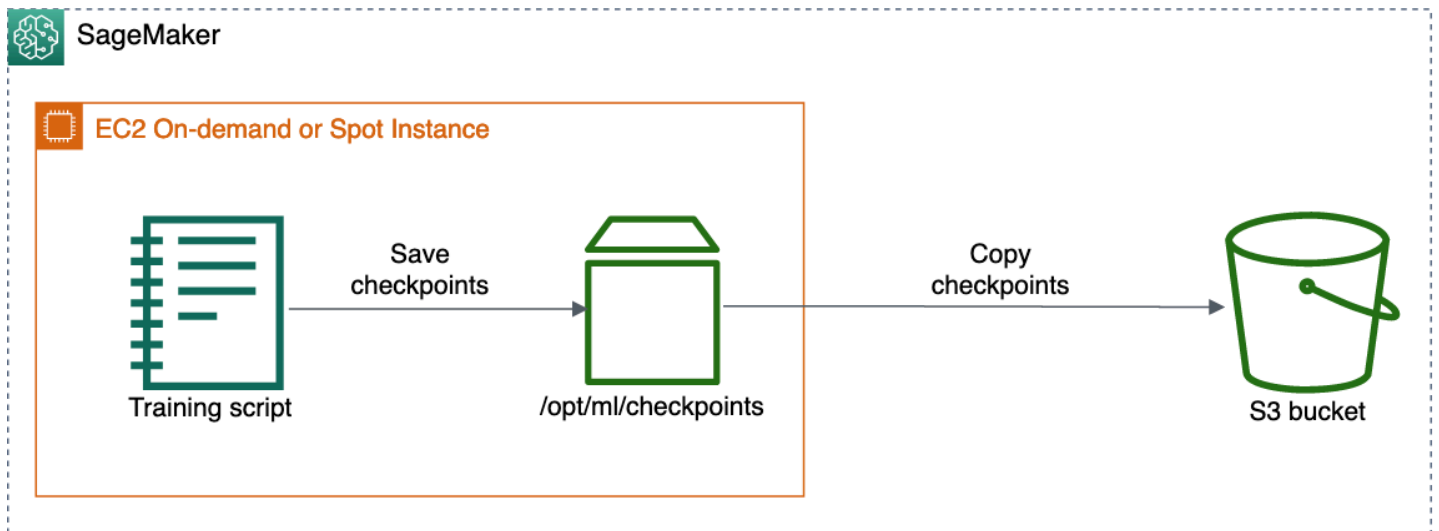 SageMaker
EC2 On-demand or Spot Instance
Save
checkpoints
Copy
checkpoints
Training script
/opt/ml/checkpoints
S3 bucket